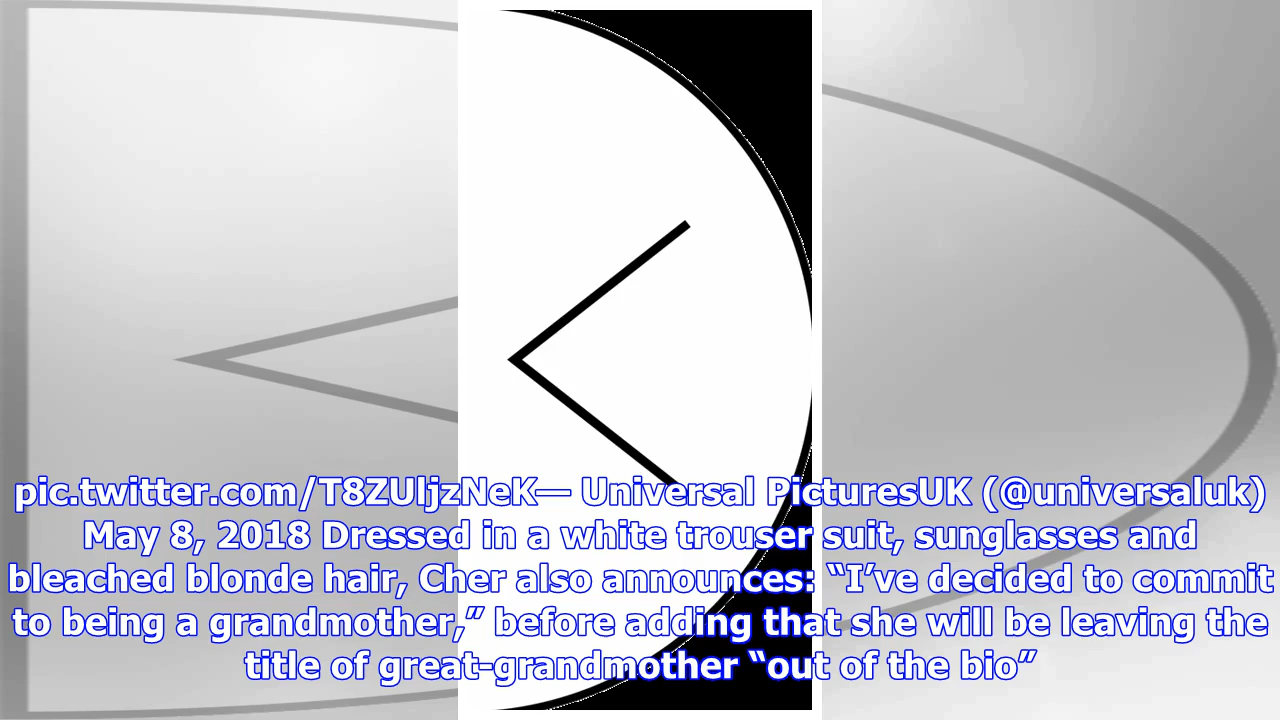 pic.twitter.com/T8ZUljzNeK— Universal PicturesUK (@universaluk)
May 8, 2018 Dressed in a white trouser suit, sunglasses and
bleached blonde hair, Cher also announces: “I’ve decided to commit
to being a grandmother,” before adding that she will be leaving the
title of great-grandmother “out of the bio”